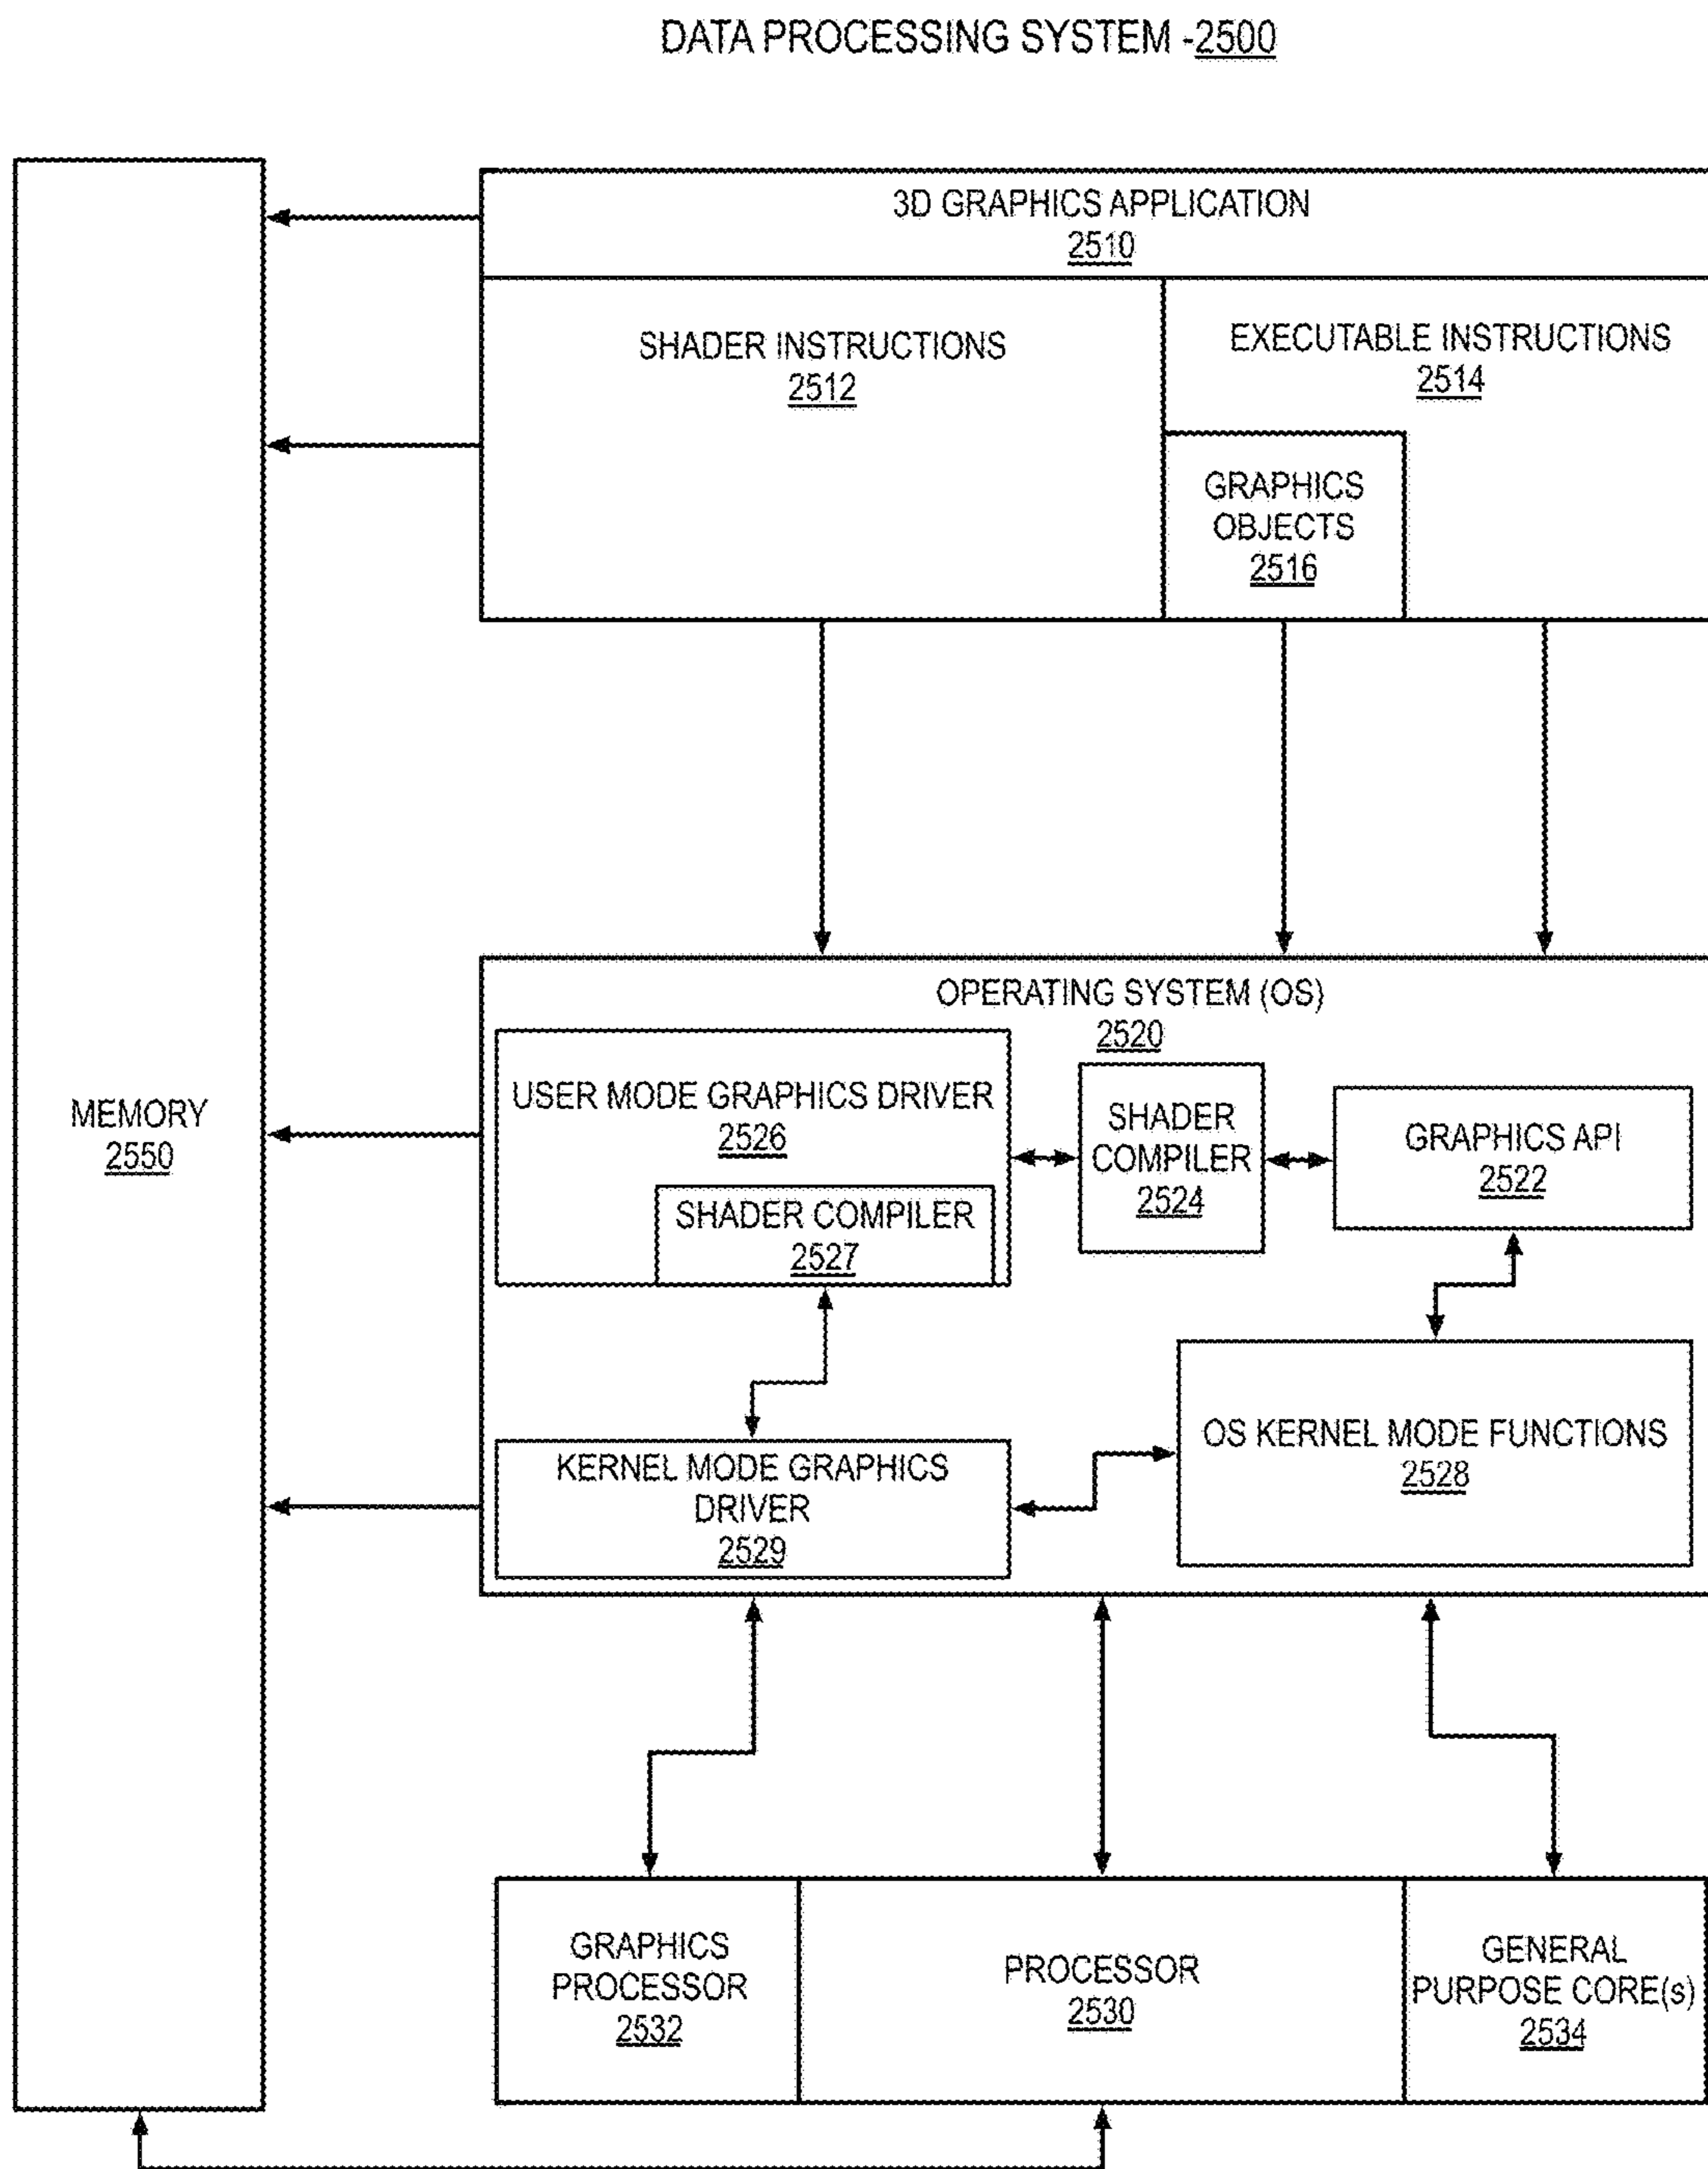 DATA PROCESSING SYSTEM -2500
3D GRAPHICS APPLICATION
2510
SHADER INSTRUCTIONS
2512
EXECUTABLE INSTRUCTIONS
2514
GRAPHICS
OBJECTS
2516
MEMORY
2550
OPERATING SYSTEM (OS)
2520
USER MODE GRAPHICS DRIVER
2526
SHADER COMPILER
2527
SHADER
COMPILER
2524
GRAPHICS API
2522
KERNEL MODE GRAPHICS
DRIVER
2529
OS KERNEL MODE FUNCTIONS
2528
GRAPHICS
PROCESSOR
2532
PROCESSOR
2530
GENERAL
PURPOSE CORE(s)
2534